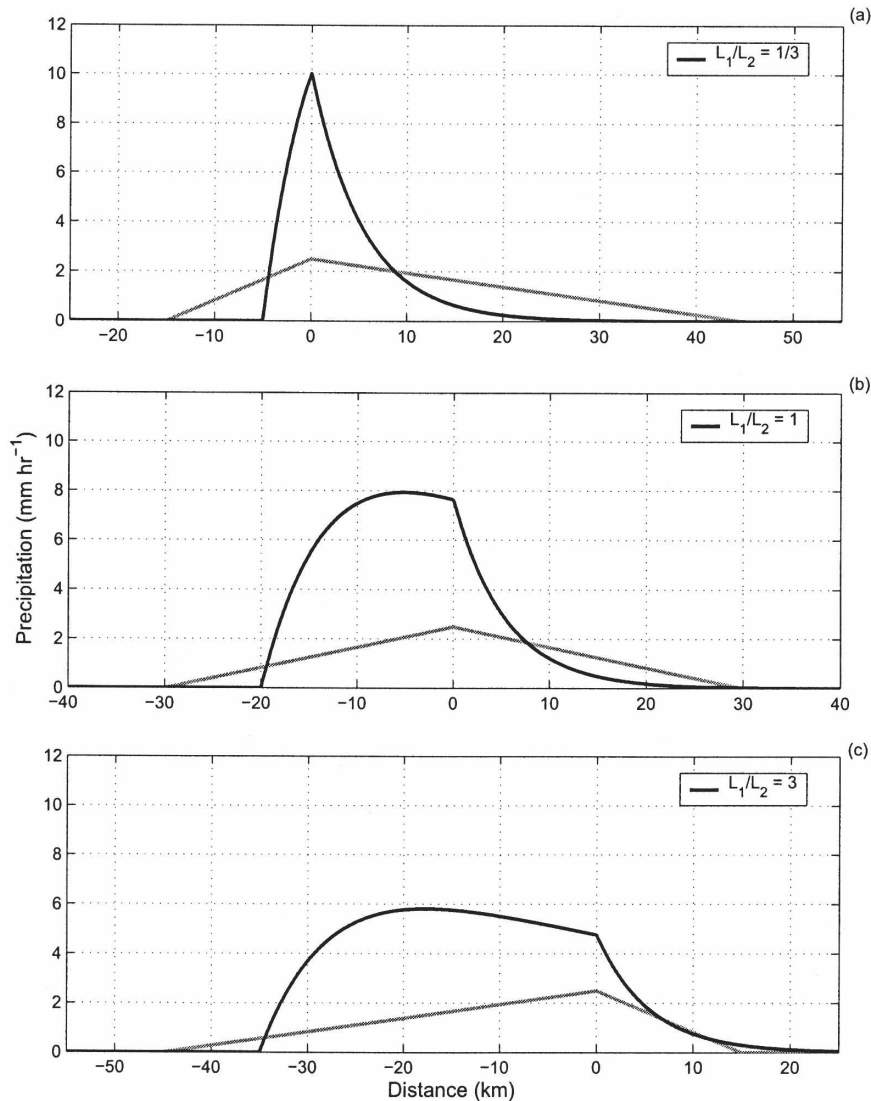 (a)
12
10
8
6
4
2
0
L₁/L₂ = 1/3
−20 −10 0 10 20 30 40 50
(b)
12
10
8
6
4
2
0
L₁/L₂ = 1
−40 −30 −20 −10 0 10 20 30 40
Precipitation (mm hr⁻¹)
(c)
12
10
8
6
4
2
0
L₁/L₂ = 3
−50 −40 −30 −20 −10 0 10 20
Distance (km)